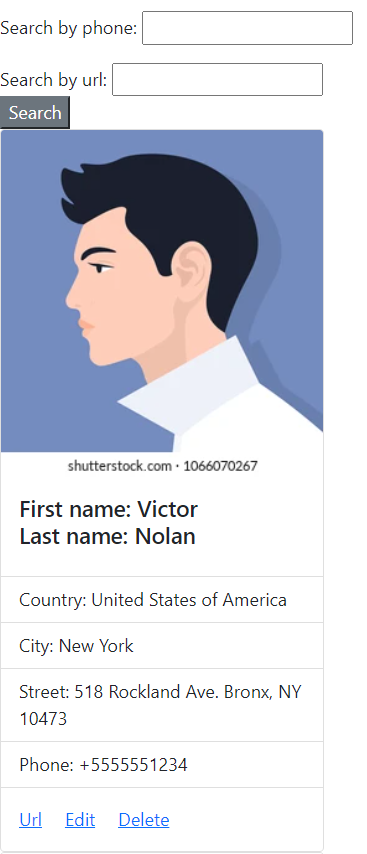 Search by phone:
Search by url:
Search
shutterstock.com · 1066070267
First name: Victor
Last name: Nolan
Country: United States of America
City: New York
Street: 518 Rockland Ave. Bronx, NY
10473
Phone: +5555551234
Url Edit Delete